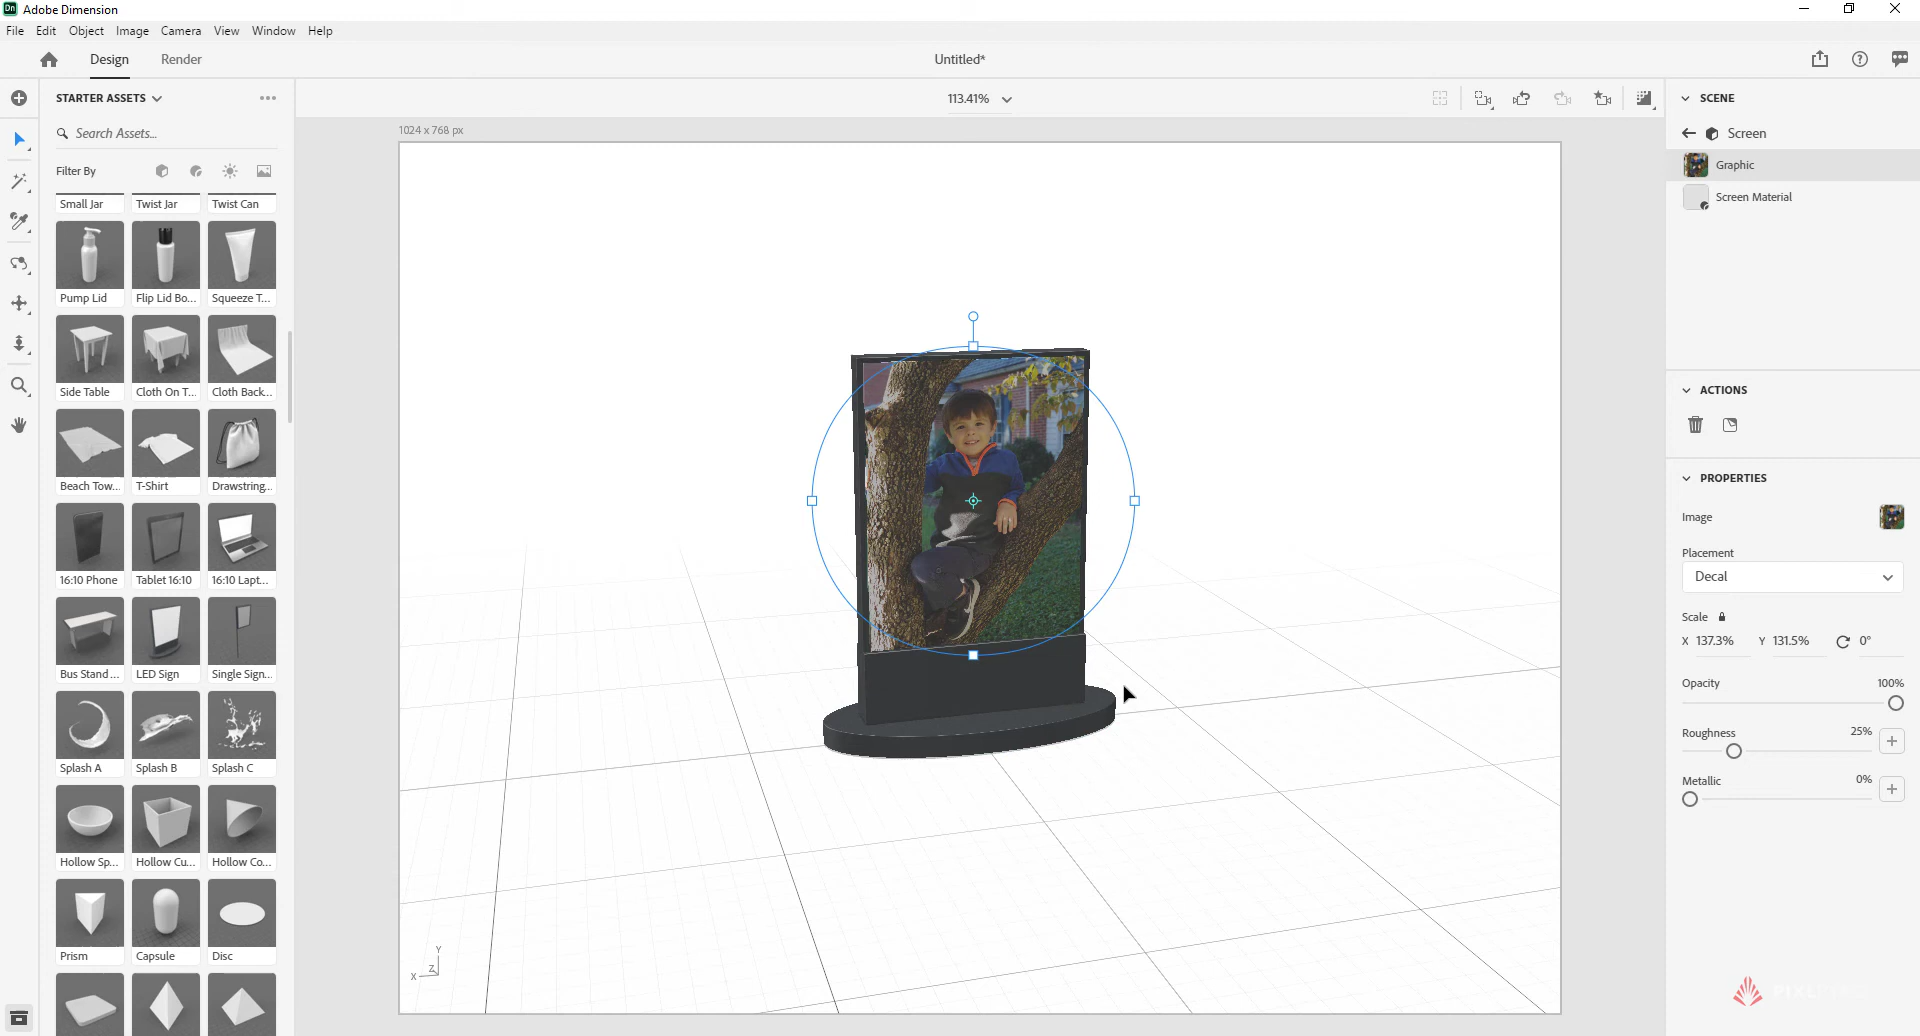 Dn Adobe Dimension
File Edit Object Image Camera View Window Help
Design Render Untitled*
STARTER ASSETS
113.41%
SCENE
1024 x 768 px
Search Assets...
Screen
Filter By
Graphic
Screen Material
Small Jar Twist Jar Twist Can
Pump Lid Flip Lid Bo... Squeeze T...
Side Table Cloth On T... Cloth Back...
ACTIONS
Beach Tow... T-Shirt Drawstring...
PROPERTIES
Image
Placement
Decal
16:10 Phone Tablet 16:10 16:10 Lapt...
Scale
X 137.3% Y 131.5% 0°
Bus Stand ... LED Sign Single Sign...
Opacity 100%
Roughness 25%
Splash A Splash B Splash C
Metallic 0%
Hollow Sp... Hollow Cu... Hollow Co...
Prism Capsule Disc
Y
Z
X